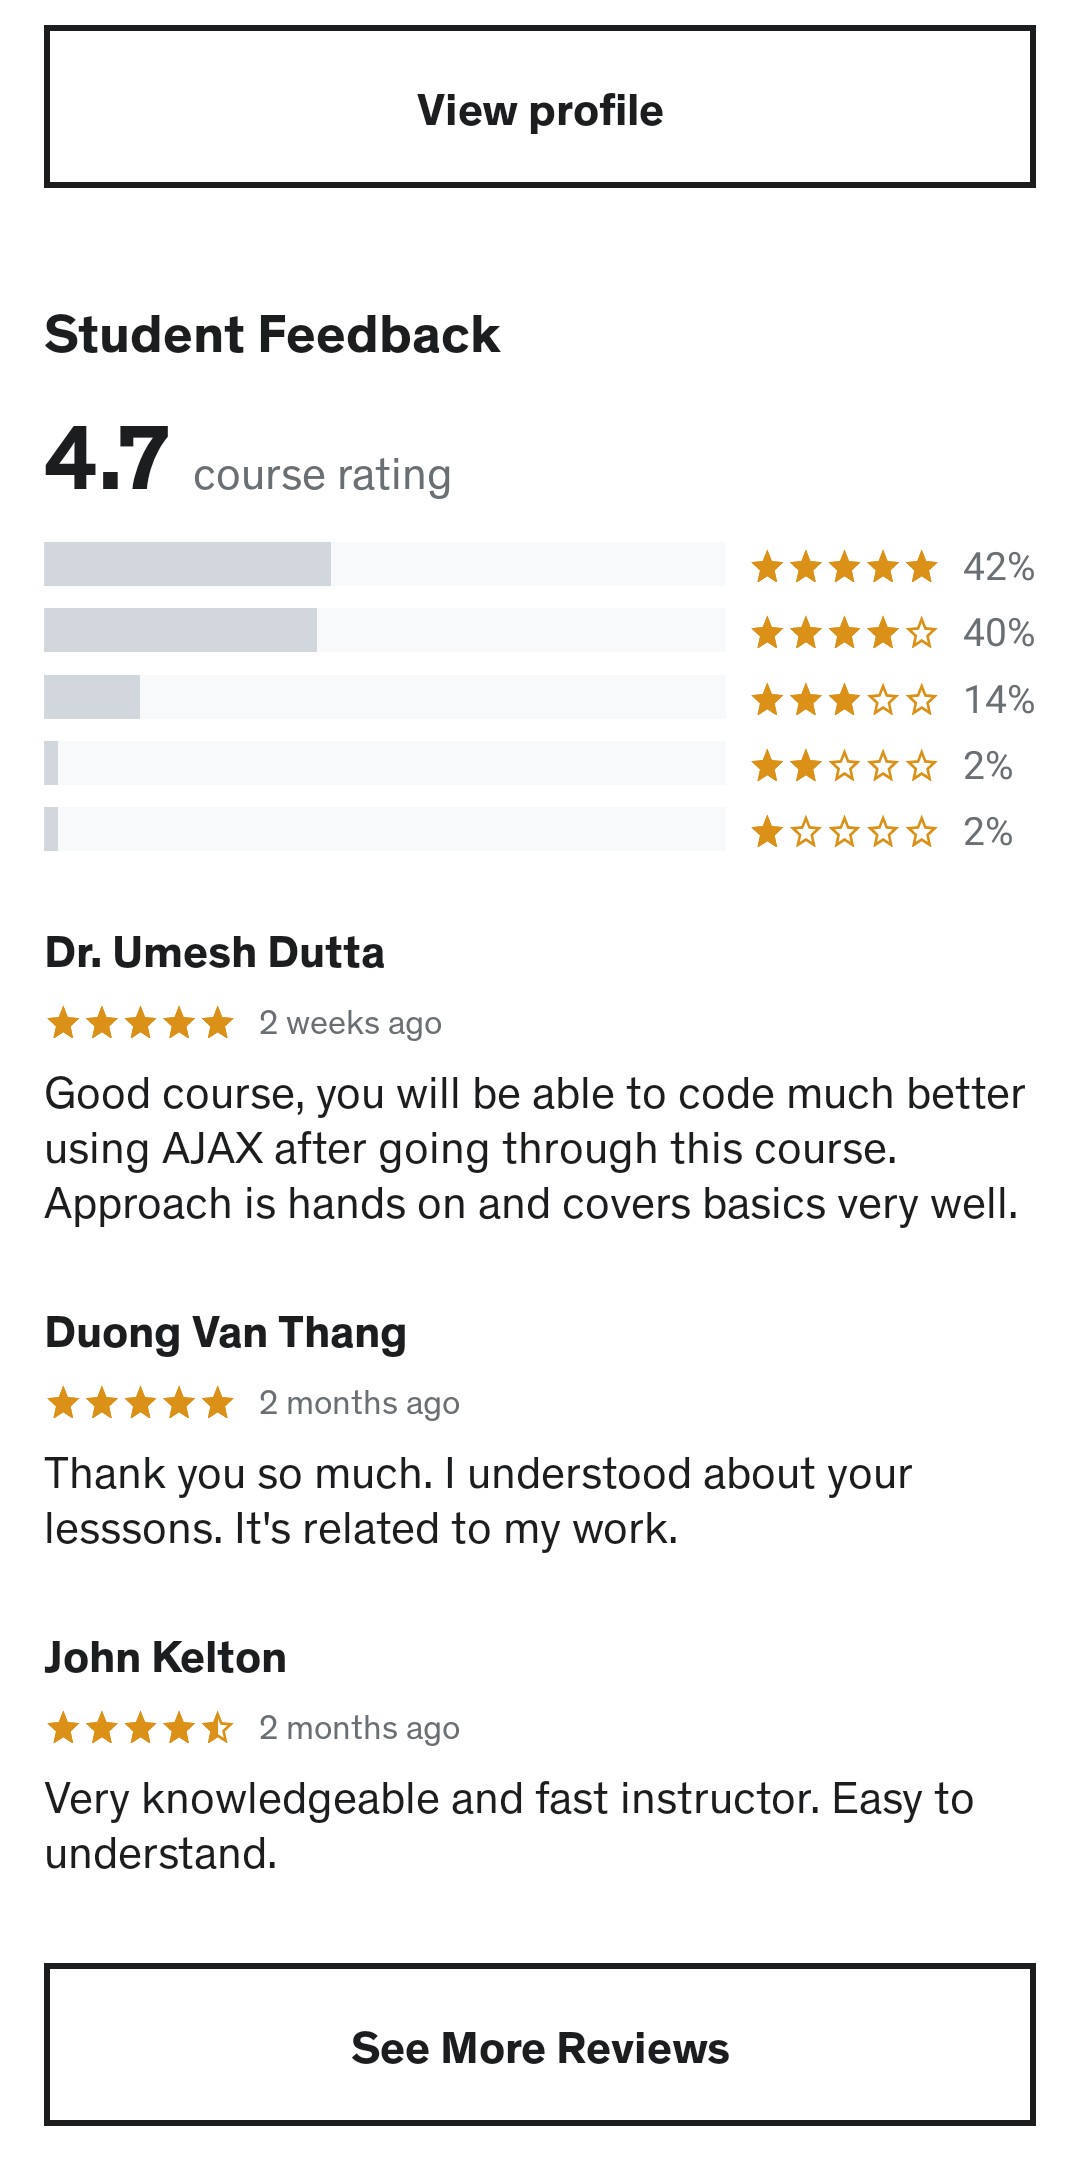 View profile
Student Feedback
4.7 course rating
42%
40%
14%
2%
2%
Dr. Umesh Dutta
2 weeks ago
Good course, you will be able to code much better
using AJAX after going through this course.
Approach is hands on and covers basics very well.
Duong Van Thang
2 months ago
Thank you so much. I understood about your
lesssons. It's related to my work.
John Kelton
2 months ago
Very knowledgeable and fast instructor. Easy to
understand.
See More Reviews